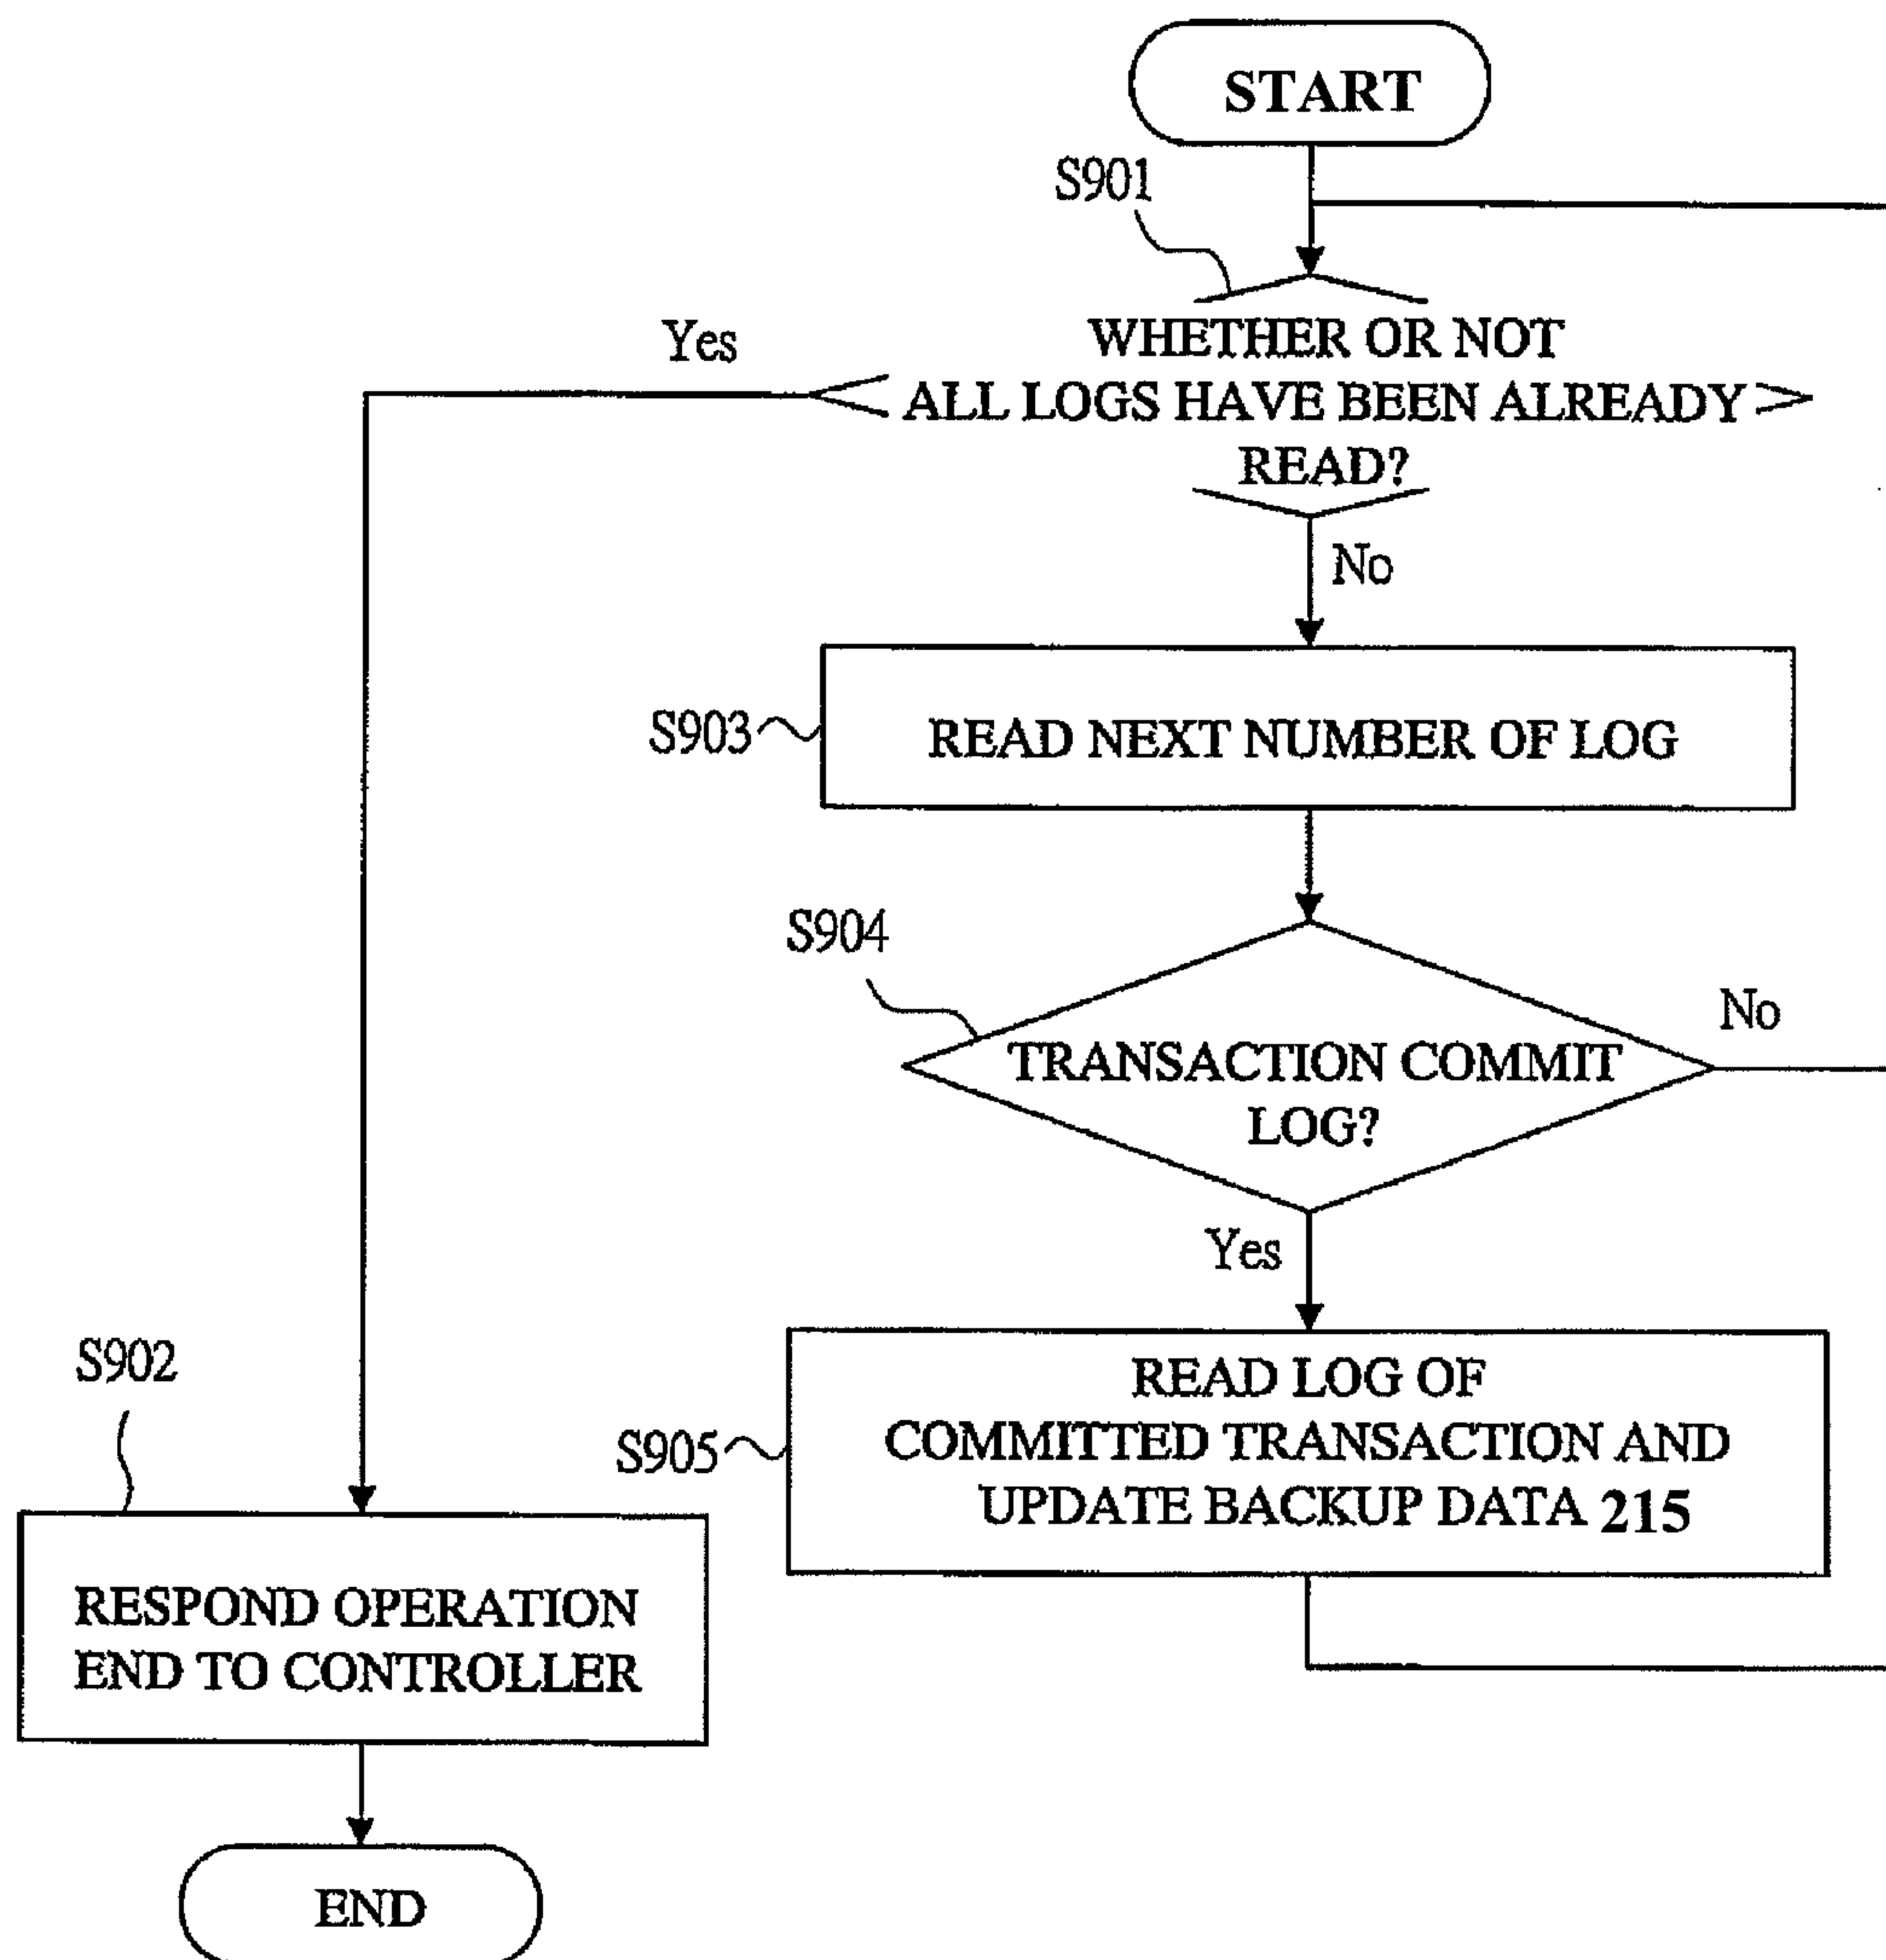 START
S901
Yes
WHETHER OR NOT
ALL LOGS HAVE BEEN ALREADY
READ?
No
S903
READ NEXT NUMBER OF LOG
S904
No
TRANSACTION COMMIT
LOG?
Yes
S902
S905
READ LOG OF
COMMITTED TRANSACTION AND
UPDATE BACKUP DATA 215
RESPOND OPERATION
END TO CONTROLLER
END